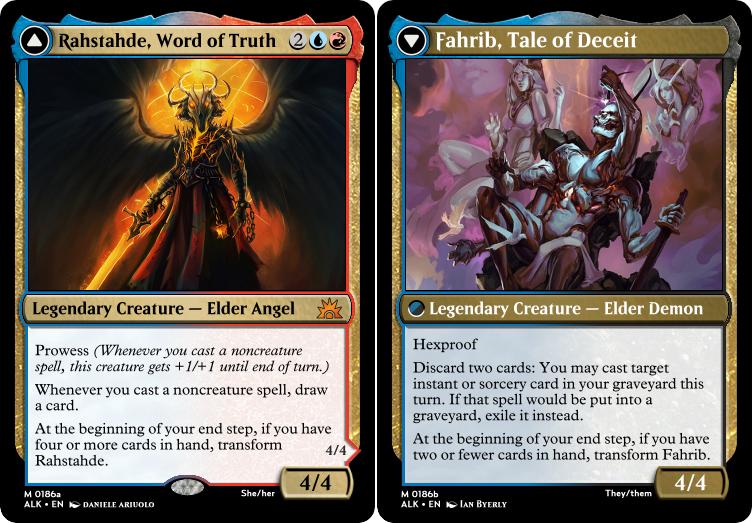 Rahstahde, Word of Truth 2
Legendary Creature — Elder Angel
Prowess (Whenever you cast a noncreature
spell, this creature gets +1/+1 until end of turn.)
Whenever you cast a noncreature spell, draw
a card.
At the beginning of your end step, if you have
four or more cards in hand, transform
Rahstahde.
4/4
4/4
M 0186a
ALK • EN DANIELE ARIUOLO
She/her
Fahrib, Tale of Deceit
Legendary Creature — Elder Demon
Hexproof
Discard two cards: You may cast target
instant or sorcery card in your graveyard this
turn. If that spell would be put into a
graveyard, exile it instead.
At the beginning of your end step, if you have
two or fewer cards in hand, transform Fahrib.
4/4
M 0186b
ALK • EN IAN BYERLY
They/them